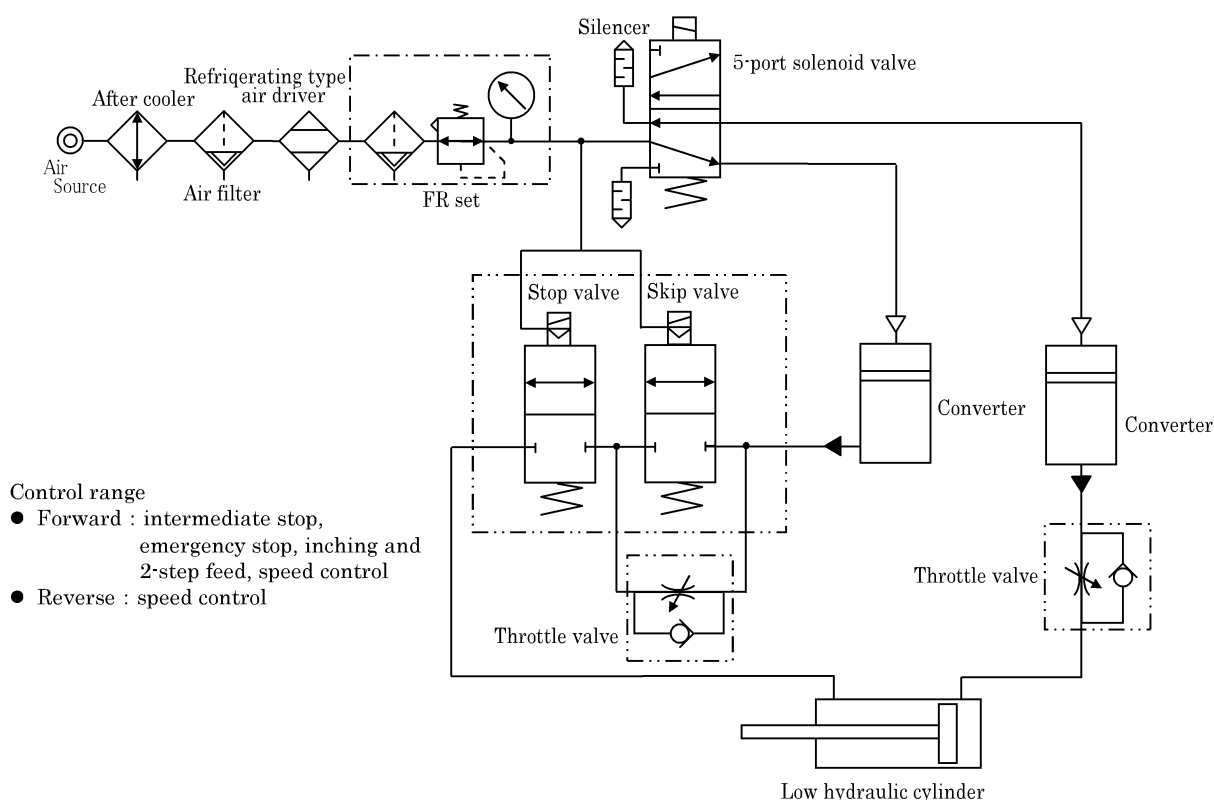 Silencer
5-port solenoid valve
Refriqerating type
air driver
After cooler
Air
Source
Air filter
FR set
Stop valve
Skip valve
Converter
Converter
Control range
● Forward : intermediate stop,
emergency stop, inching and
2-step feed, speed control
● Reverse : speed control
Throttle valve
Throttle valve
Low hydraulic cylinder